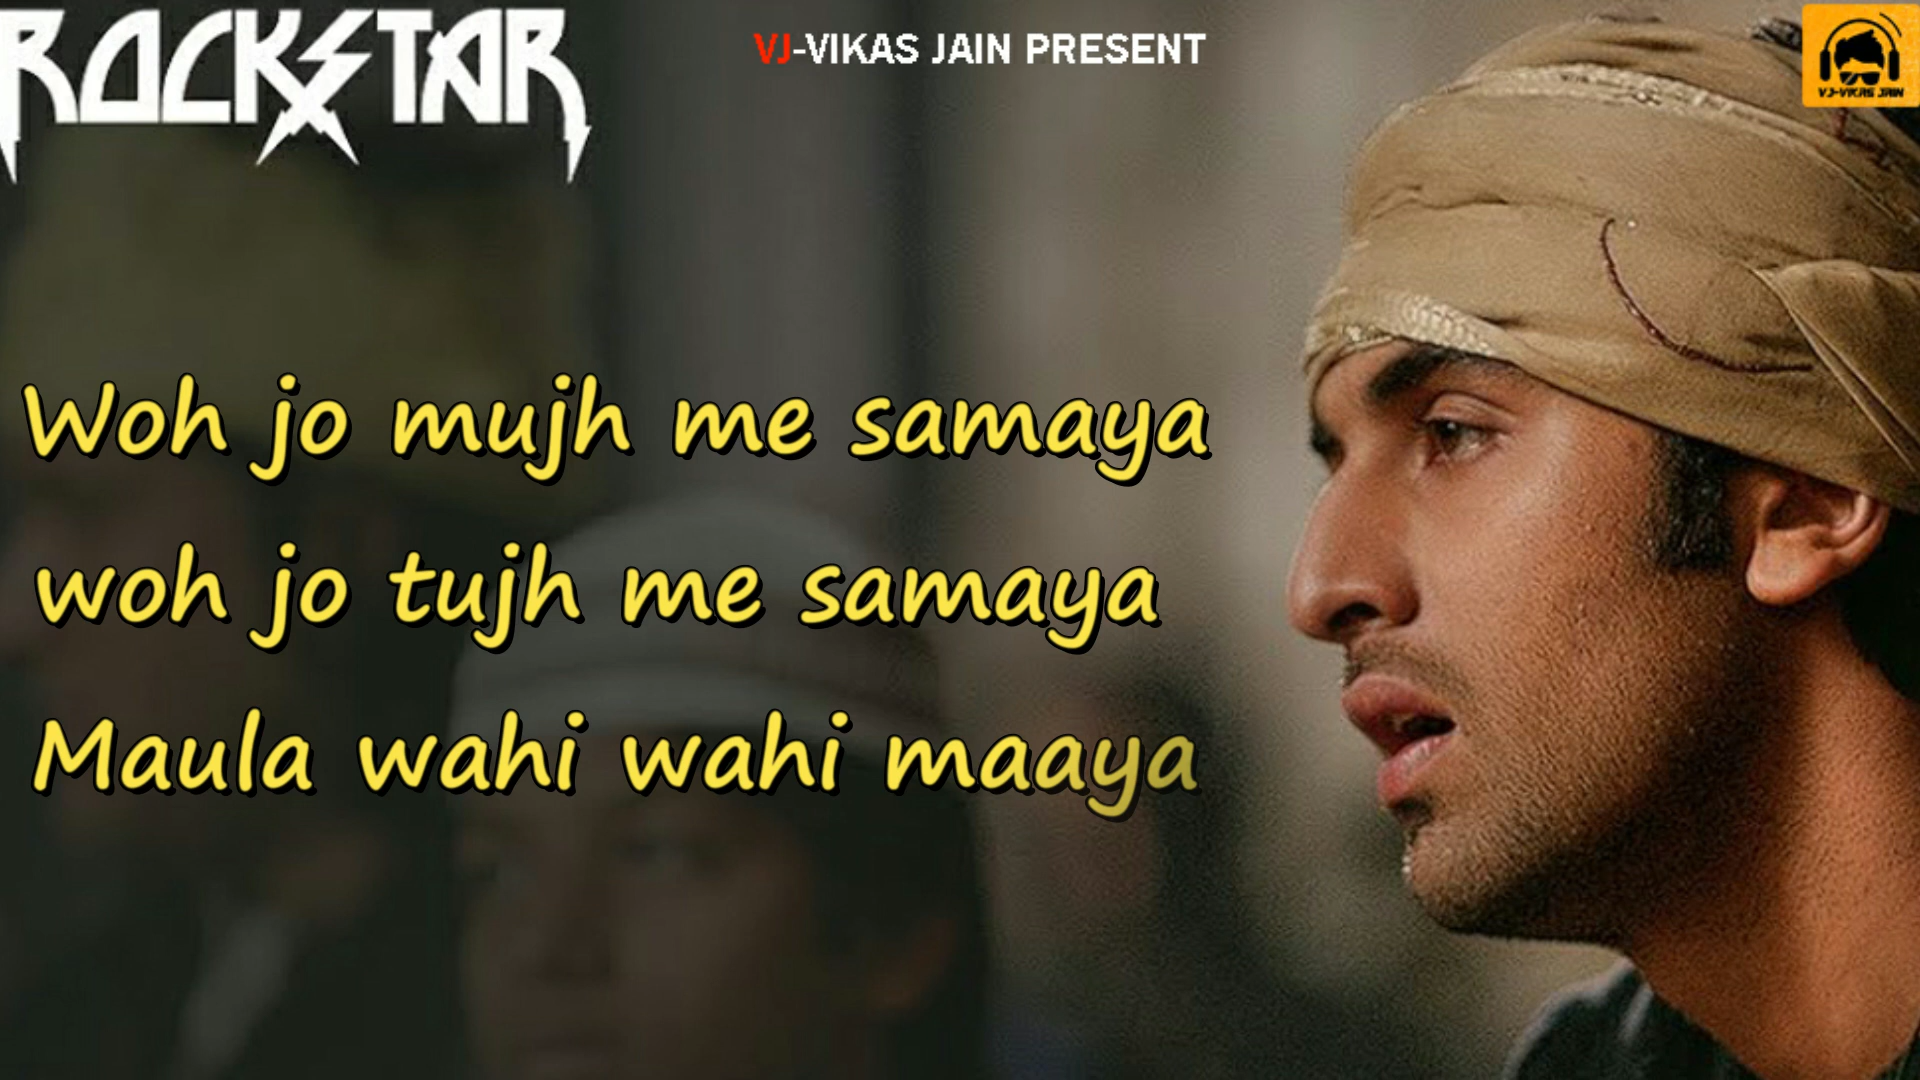 ROCKSTAR
VJ-VIKAS JAIN PRESENT
VJ-VIKAS JAIN
Woh jo mujh me samaya
woh jo tujh me samaya
Maula wahi wahi maaya